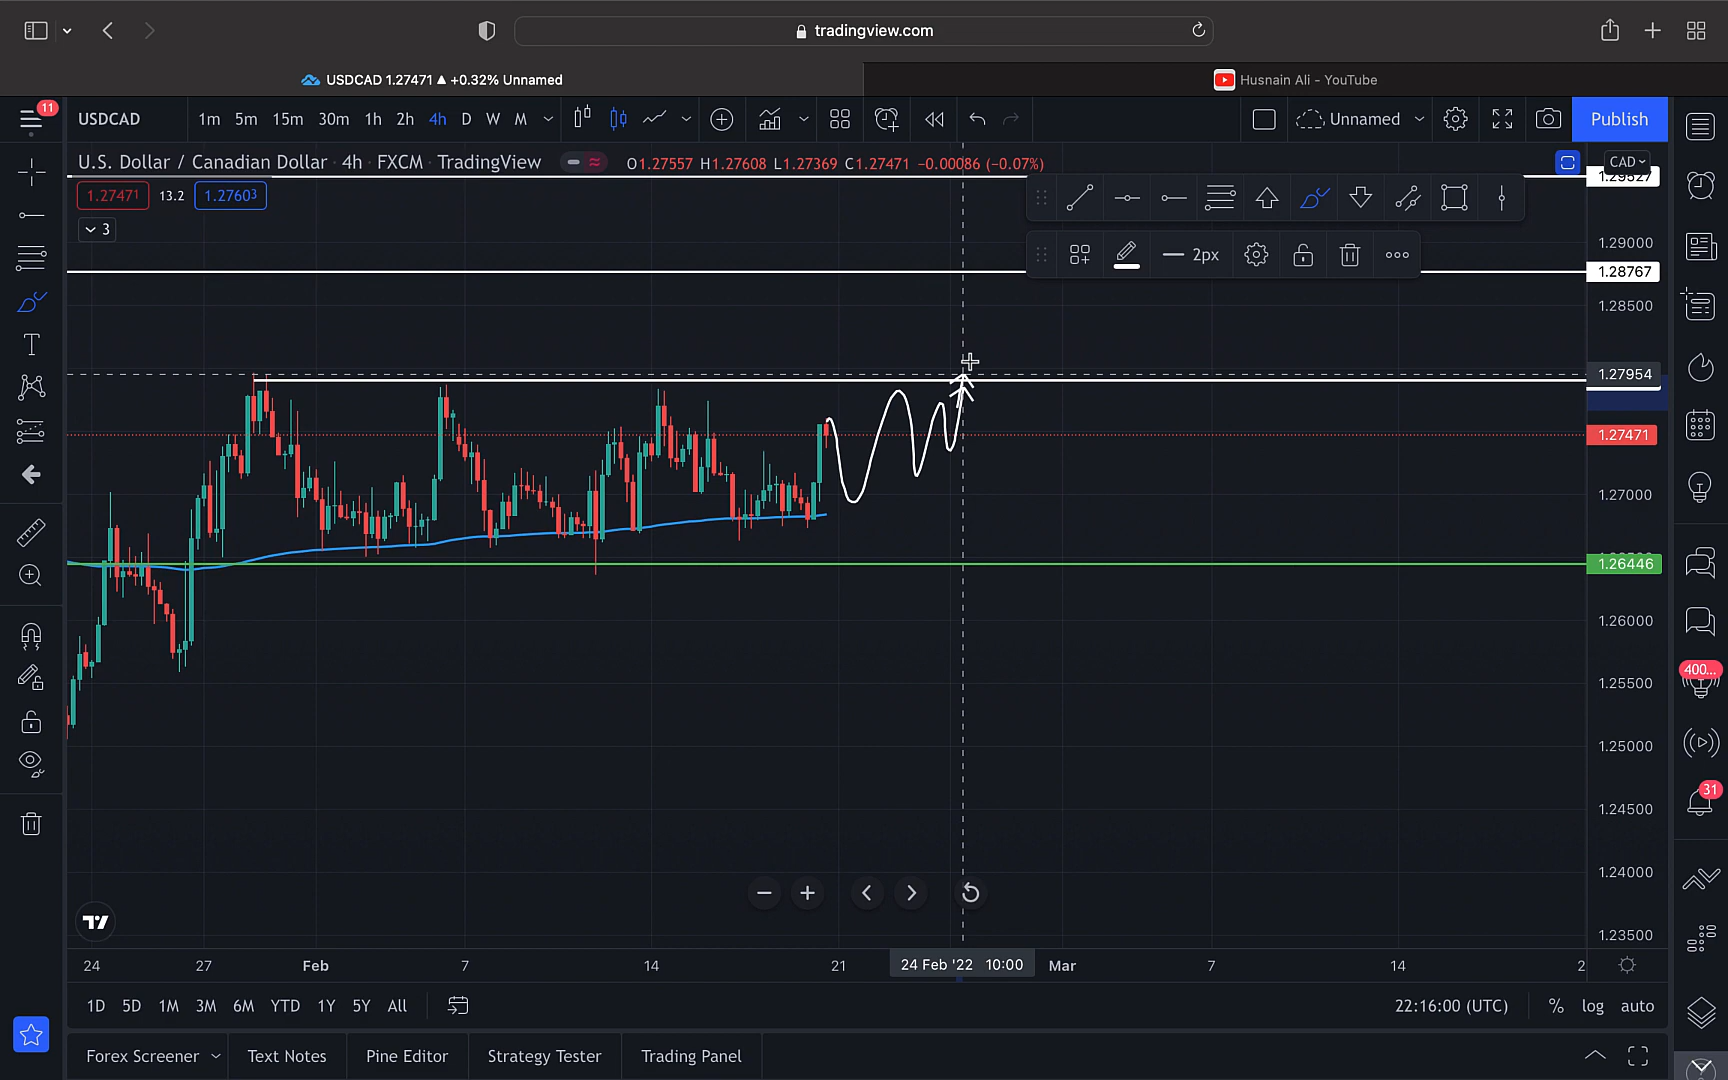 tradingview.com
USDCAD 1.27471 ▲ +0.32% Unnamed
Husnain Ali - YouTube
11
USDCAD
1m 5m 15m 30m 1h 2h 4h D W M
Unnamed
Publish
U.S. Dollar / Canadian Dollar · 4h · FXCM · TradingView
O1.27557 H1.27608 L1.27369 C1.27471 −0.00086 (−0.07%)
CAD
1.27471 13.2 1.27603
3
2px
1.29000
1.28767
1.28500
1.27954
1.27471
1.27000
1.26446
1.26000
1.25500
1.25000
1.24500
1.24000
1.23500
400...
31
24 27 Feb 7 14 21 24 Feb '22 10:00 Mar 7 14 2
1D 5D 1M 3M 6M YTD 1Y 5Y All
22:16:00 (UTC) % log auto
Forex Screener Text Notes Pine Editor Strategy Tester Trading Panel